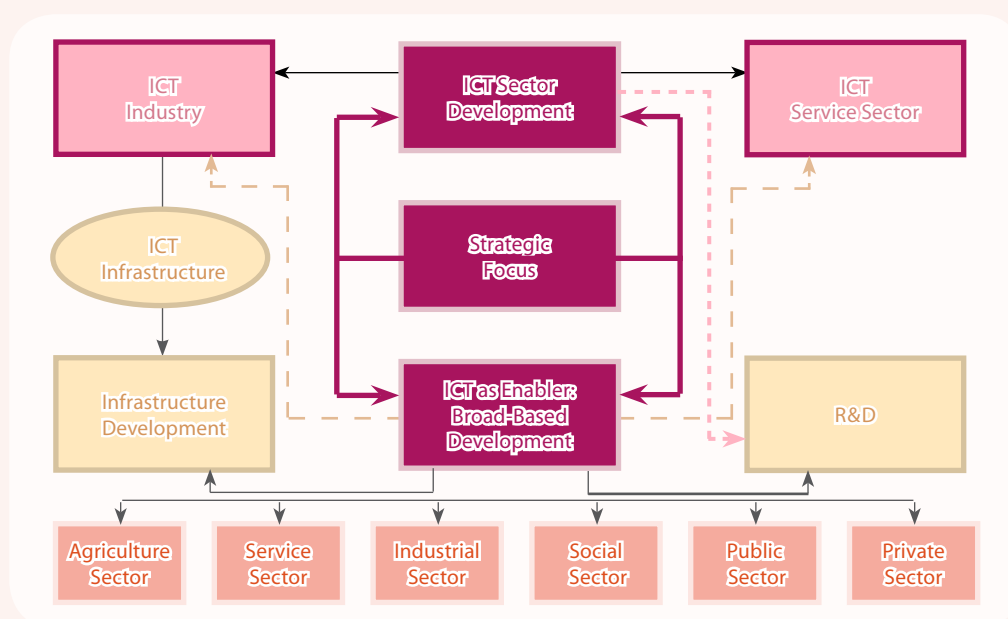 ICT
Industry
ICT Sector
Development
ICT
Service Sector
ICT
Infrastructure
Strategic
Focus
Infrastructure
Development
ICT as Enabler:
Broad-Based
Development
R&D
Agriculture
Sector
Service
Sector
Industrial
Sector
Social
Sector
Public
Sector
Private
Sector